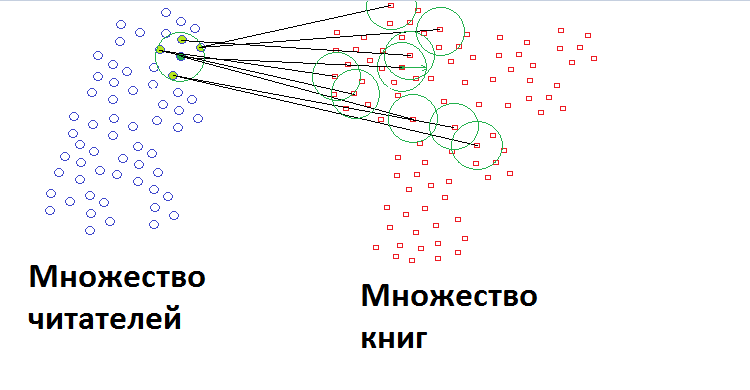 Множество
читателей
Множество
книг